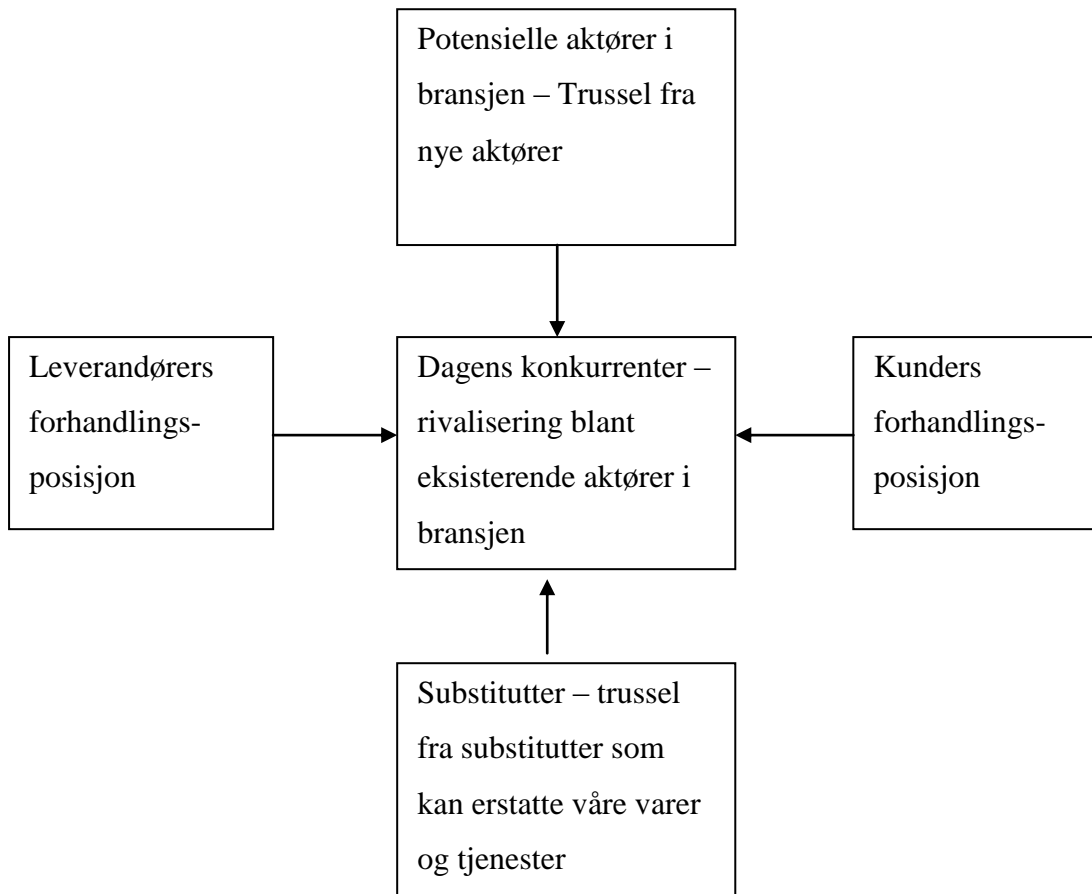 Potensielle aktører i
bransjen – Trussel fra
nye aktører
Leverandørers
forhandlings-
posisjon
Dagens konkurrenter –
rivalisering blant
eksisterende aktører i
bransjen
Kunders
forhandlings-
posisjon
Substitutter – trussel
fra substitutter som
kan erstatte våre varer
og tjenester